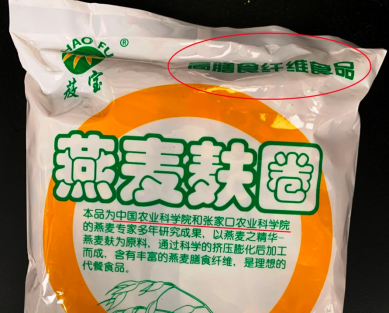 HAO FU®
高膳食纤维食品
燕麦麸圈
本品为中国农业科学院和张家口农业科学院
的燕麦专家多年研究成果，以燕麦之精华-
燕麦麸为原料，通过科学的挤压膨化后加工
而成，含有丰富的燕麦膳食纤维，是理想的
代餐食品。